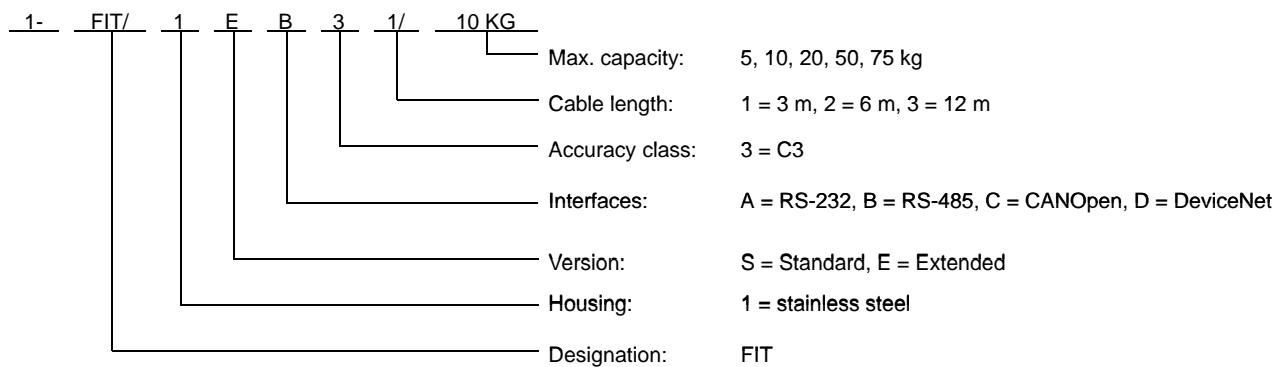 1- FIT/ 1 E B 3 1/ 10 KG
Max. capacity: 5, 10, 20, 50, 75 kg
Cable length: 1 = 3 m, 2 = 6 m, 3 = 12 m
Accuracy class: 3 = C3
Interfaces: A = RS-232, B = RS-485, C = CANOpen, D = DeviceNet
Version: S = Standard, E = Extended
Housing: 1 = stainless steel
Designation: FIT